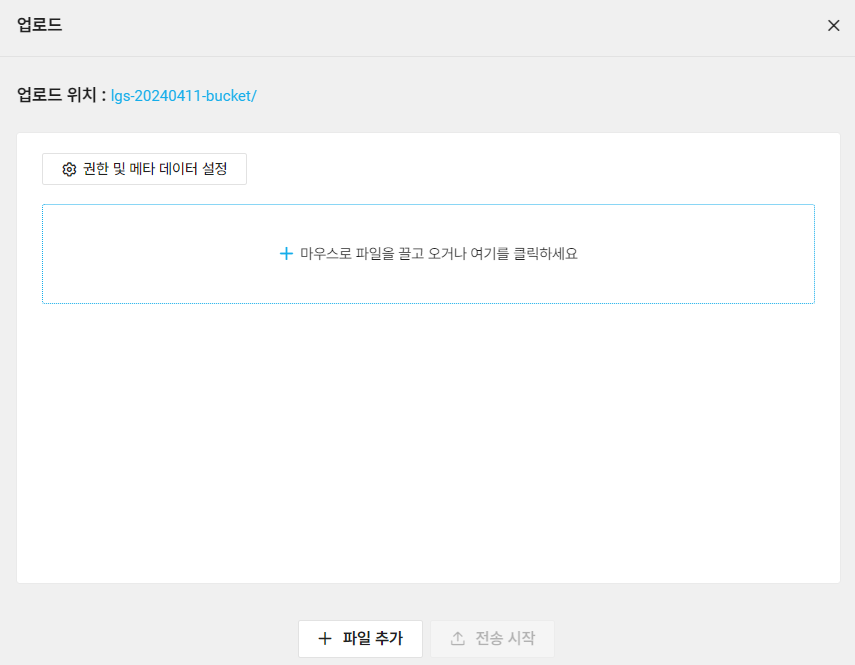 업로드
업로드 위치 : lgs-20240411-bucket/
권한 및 메타 데이터 설정
마우스로 파일을 끌고 오거나 여기를 클릭하세요
파일 추가
전송 시작